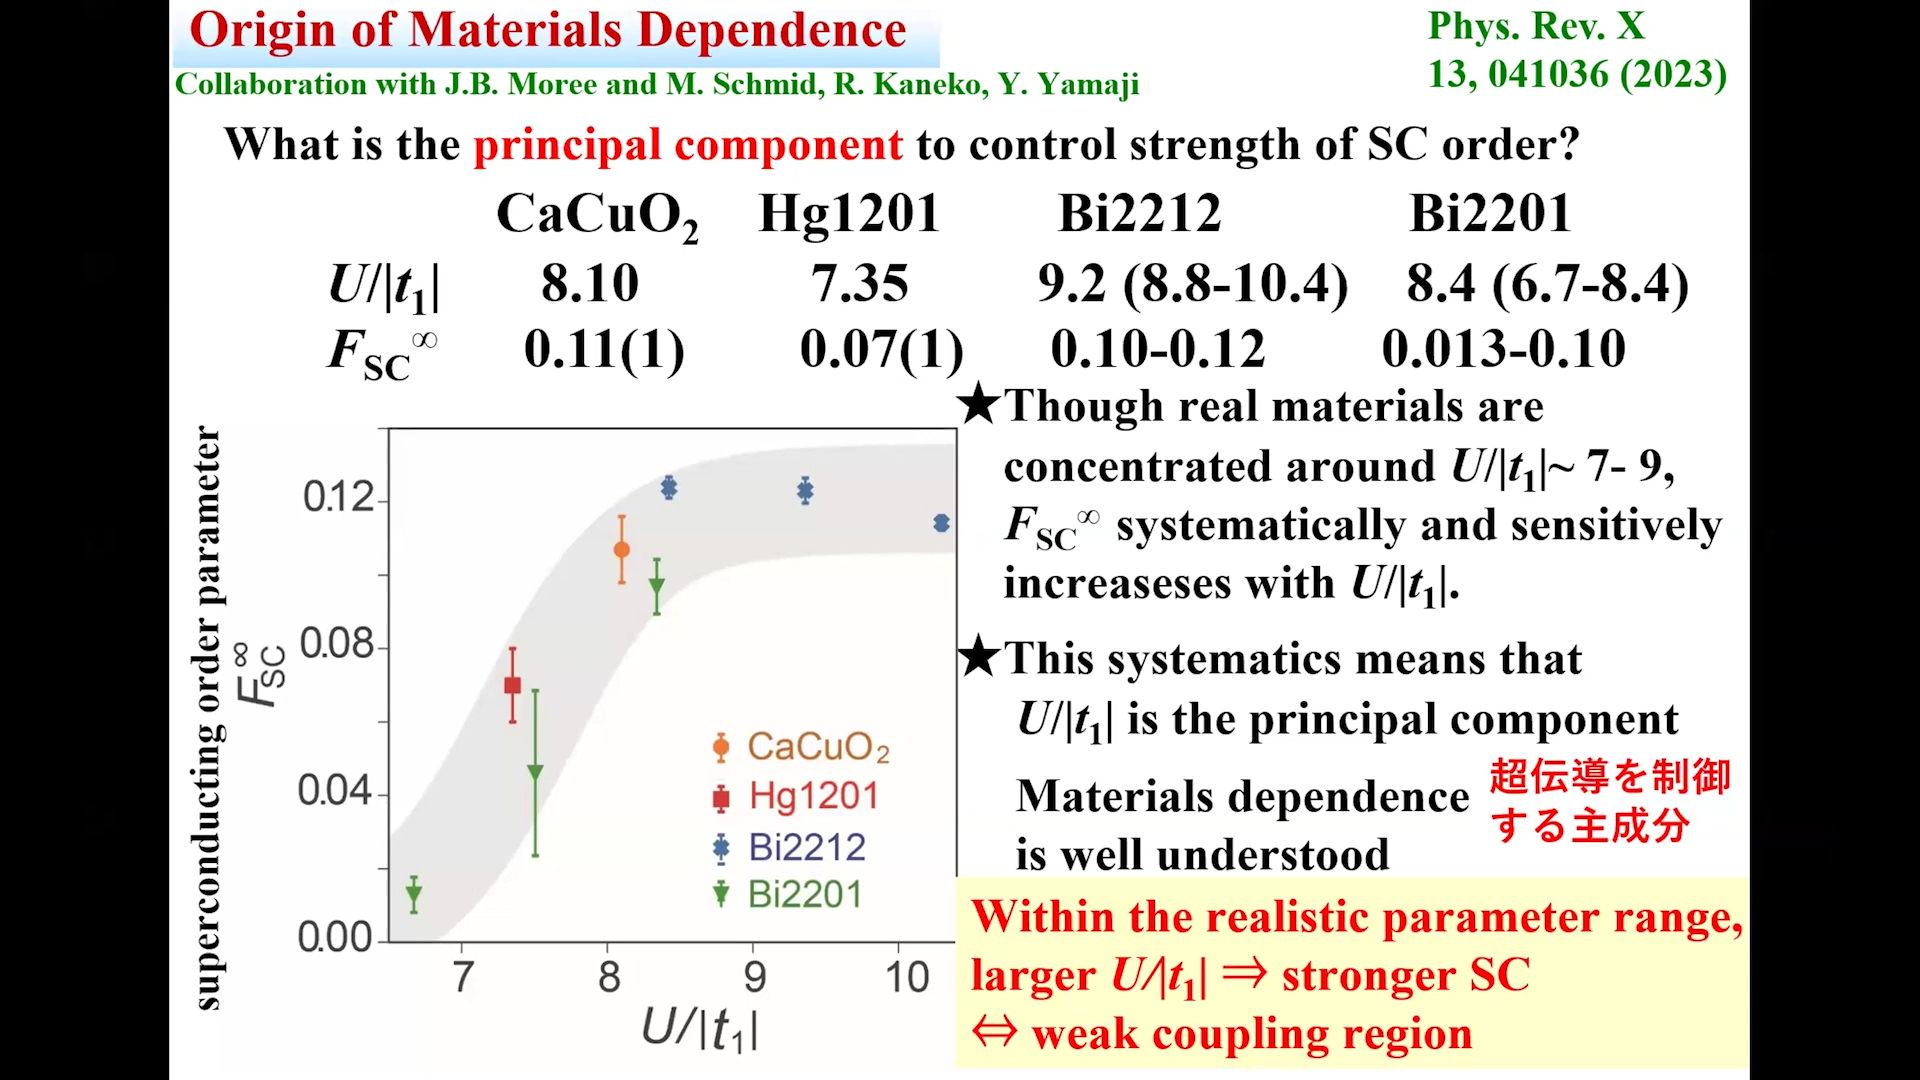 Origin of Materials Dependence
Phys. Rev. X
13, 041036 (2023)
Collaboration with J.B. Moree and M. Schmid, R. Kaneko, Y. Yamaji
What is the principal component to control strength of SC order?
CaCuO₂ Hg1201 Bi2212 Bi2201
U/|t₁| 8.10 7.35 9.2 (8.8-10.4) 8.4 (6.7-8.4)
F_SC^∞ 0.11(1) 0.07(1) 0.10-0.12 0.013-0.10
★Though real materials are
concentrated around U/|t₁|~ 7- 9,
F_SC^∞ systematically and sensitively
increaseses with U/|t₁|.
★This systematics means that
U/|t₁| is the principal component
Materials dependence
is well understood
超伝導を制御
する主成分
Within the realistic parameter range,
larger U/|t₁| ⇒ stronger SC
⇔ weak coupling region
superconducting order parameter
F_SC^∞
0.12
0.08
0.04
0.00
7 8 9 10
U/|t₁|
CaCuO₂
Hg1201
Bi2212
Bi2201